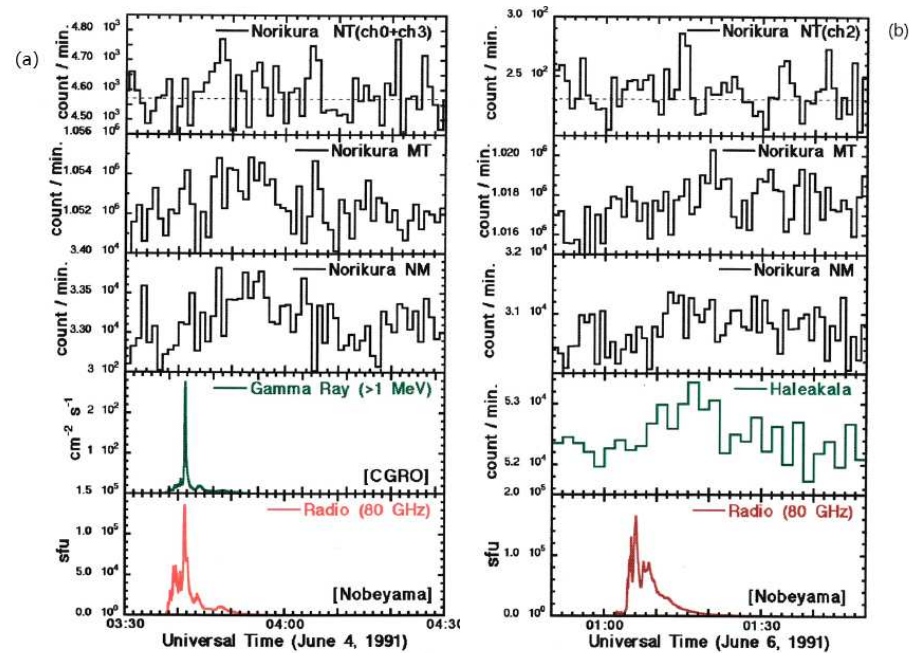 (a)
4.80 10³
4.60 10³
4.50 10³
count / min.
Norikura NT(ch0+ch3)
1.056 10⁶
1.054 10⁶
1.052 10⁶
count / min.
Norikura MT
3.40 10⁴
3.35 10⁴
3.30 10⁴
count / min.
Norikura NM
3 10²
2 10²
1 10²
cm⁻² s⁻¹
Gamma Ray (>1 MeV)
[CGRO]
1.5 10⁵
1.0 10⁵
0.0 10⁰
sfu
Radio (80 GHz)
[Nobeyama]
03:30 04:00 04:30
Universal Time (June 4, 1991)
(b)
3.0 10²
2.5 10²
count / min.
Norikura NT(ch2)
1.020 10⁶
1.018 10⁶
1.016 10⁶
count / min.
Norikura MT
3.2 10⁴
3.1 10⁴
count / min.
Norikura NM
5.3 10⁴
5.2 10⁴
count / min.
Haleakala
2.0 10⁵
1.0 10⁵
0.0 10⁰
sfu
Radio (80 GHz)
[Nobeyama]
01:00 01:30
Universal Time (June 6, 1991)